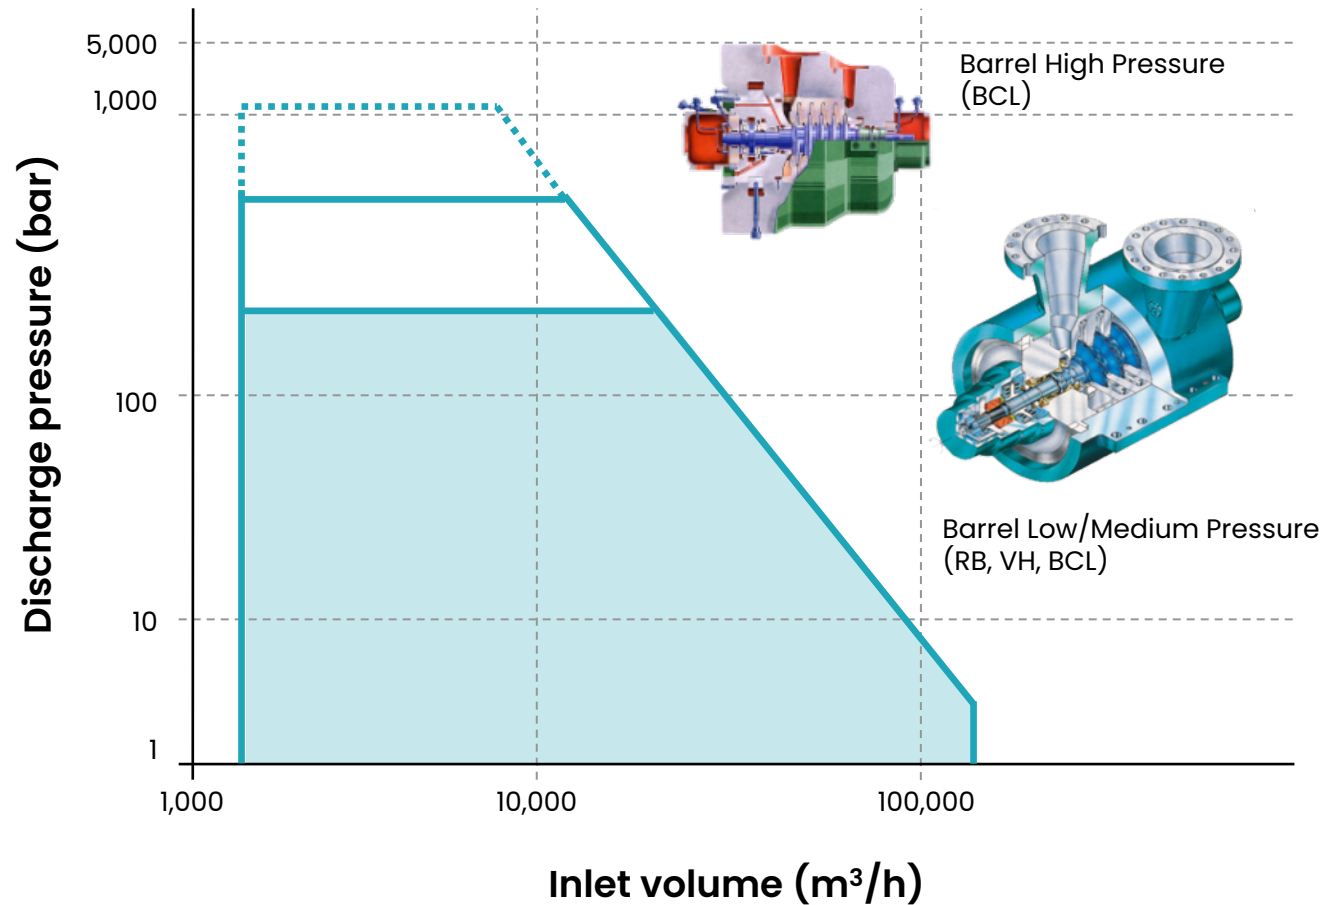 5,000
1,000
100
10
1
Discharge pressure (bar)
Barrel High Pressure
(BCL)
Barrel Low/Medium Pressure
(RB, VH, BCL)
1,000
10,000
100,000
Inlet volume (m³/h)